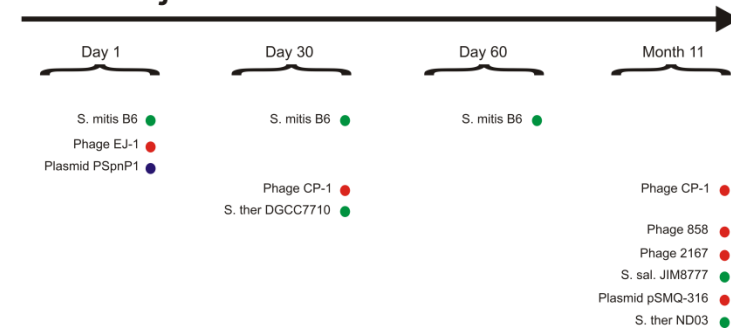 Day 1 Day 30 Day 60 Month 11
S. mitis B6 S. mitis B6 S. mitis B6
Phage EJ-1
Plasmid PSpnP1
Phage CP-1 Phage CP-1
S. ther DGCC7710
Phage 858
Phage 2167
S. sal. JIM8777
Plasmid pSMQ-316
S. ther ND03